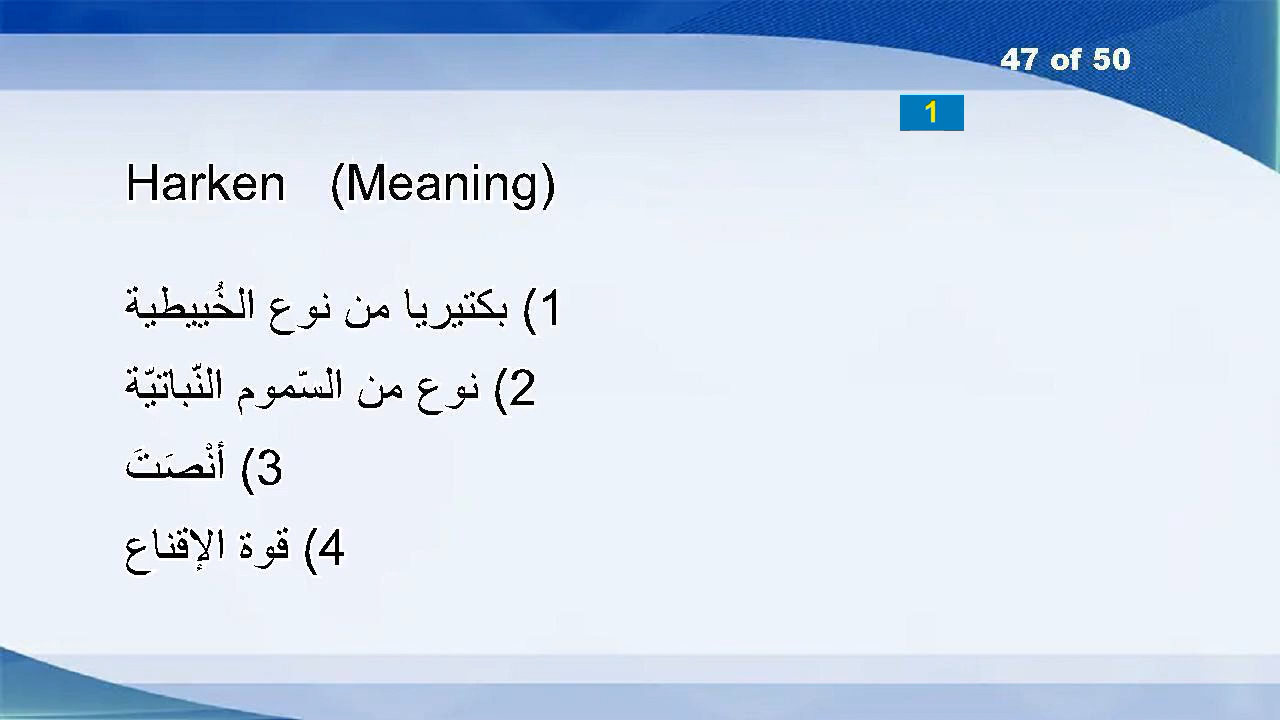 47 of 50
1
Harken (Meaning)
1) بكتيريا من نوع الخُييطية
2) نوع من السّموم النّباتيّة
3) أنْصَتَ
4) قوة الإقناع